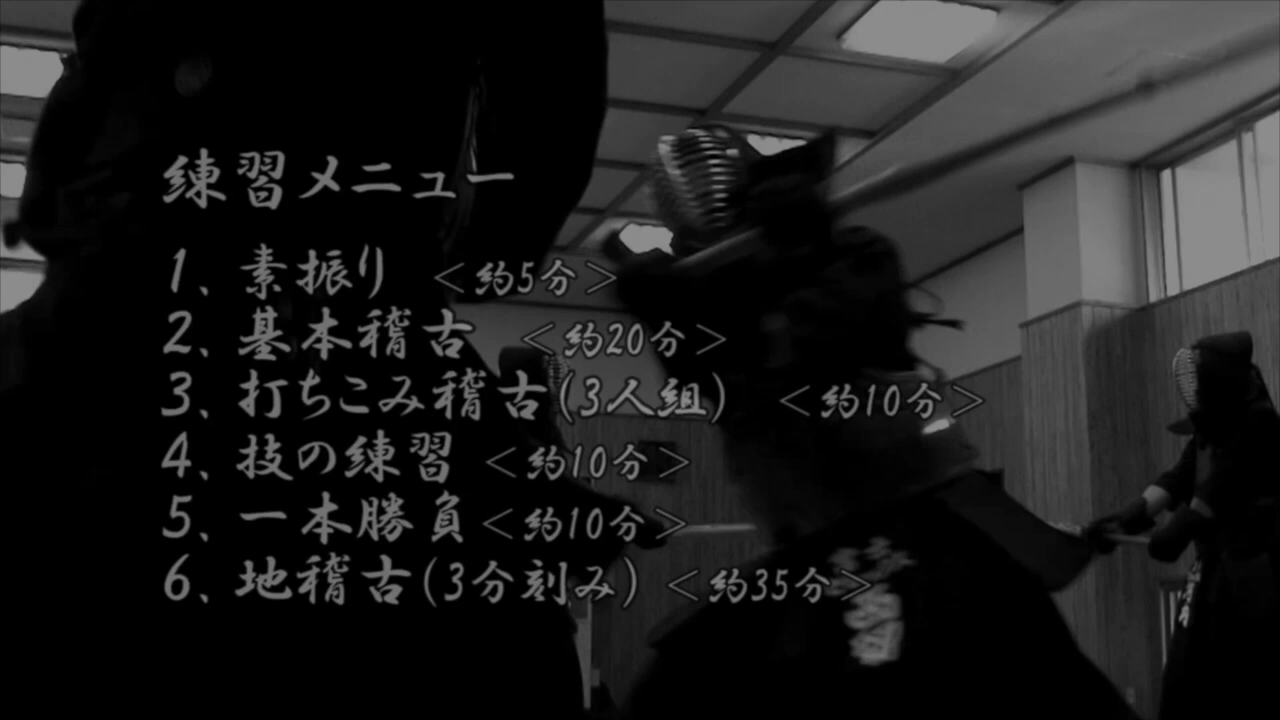 練習メニュー
1、素振り <約5分>
2、基本稽古 <約20分>
3、打ちこみ稽古(3人組) <約10分>
4、技の練習 <約10分>
5、一本勝負<約10分>
6、地稽古(3分刻み) <約35分>